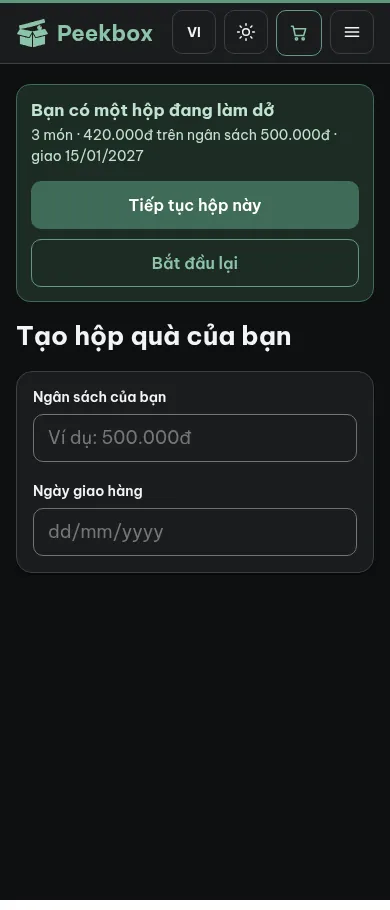 Peekbox
VI
Bạn có một hộp đang làm dở
3 món · 420.000đ trên ngân sách 500.000đ ·
giao 15/01/2027
Tiếp tục hộp này
Bắt đầu lại
Tạo hộp quà của bạn
Ngân sách của bạn
Ví dụ: 500.000đ
Ngày giao hàng
dd/mm/yyyy